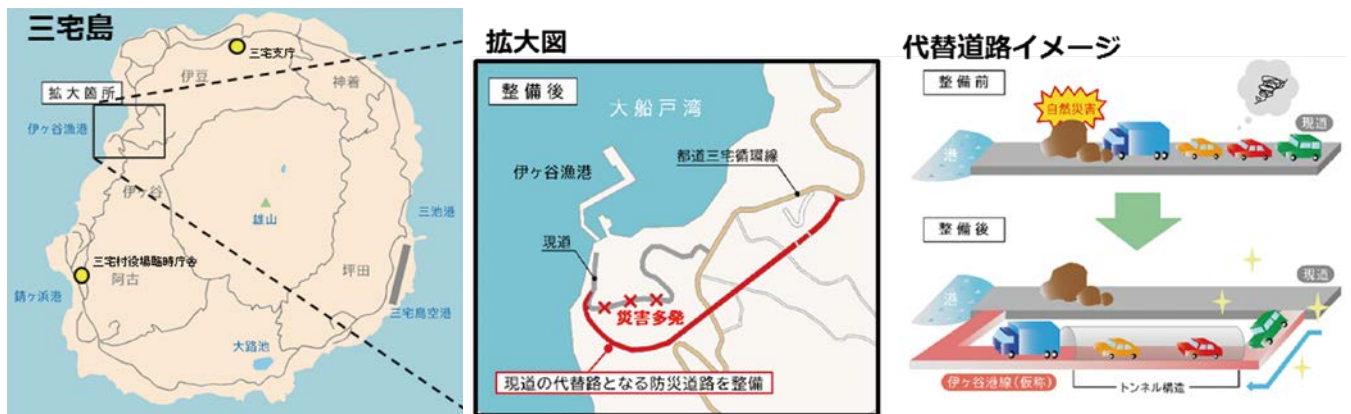 三宅島
三宅支庁
伊豆
神着
拡大箇所
伊ヶ谷漁港
伊ケ谷
雄山
三池港
三宅村役場臨時庁舎
阿古
坪田
錆ヶ浜港
三宅島空港
大路池
拡大図
整備後
大船戸湾
都道三宅循環線
伊ヶ谷漁港
現道
災害多発
現道の代替路となる防災道路を整備
代替道路イメージ
整備前
自然災害
現道
港
整備後
現道
港
伊ヶ谷港線(仮称)
トンネル構造